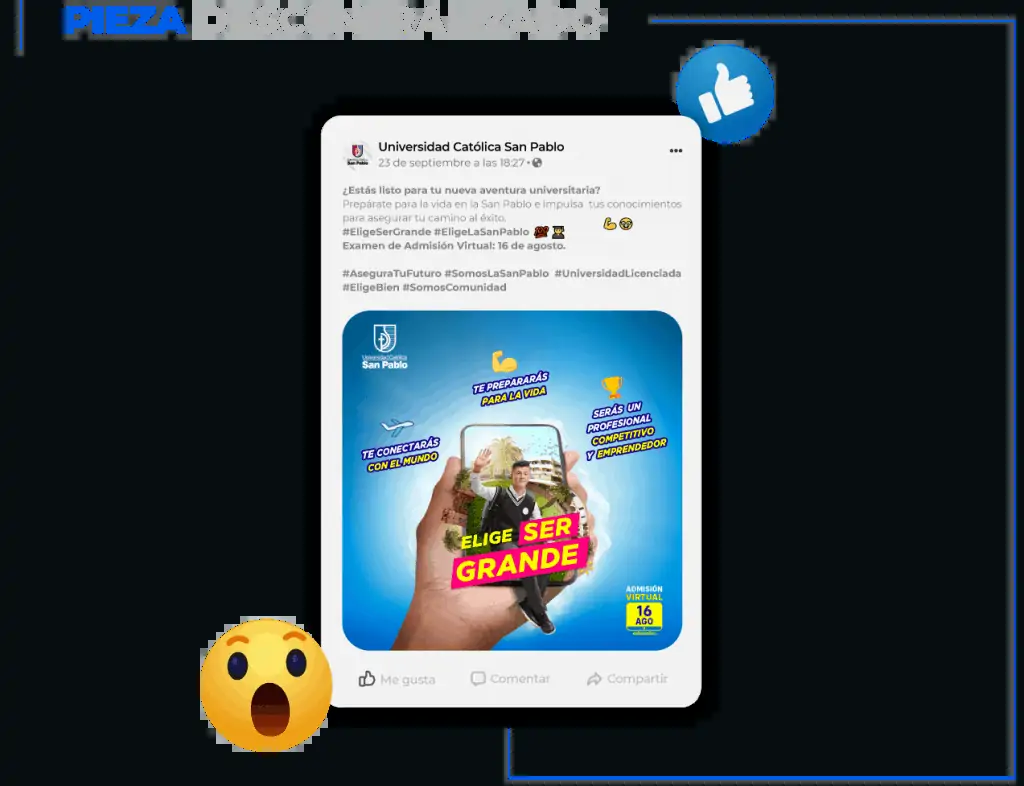 PIEZA DESCENTRALIZADO
Universidad Católica San Pablo
23 de septiembre a las 18:27
¿Estás listo para tu nueva aventura universitaria?
Prepárate para la vida en la San Pablo e impulsa tus conocimientos
para asegurar tu camino al éxito.
#EligeSerGrande #EligeLaSanPablo
Examen de Admisión Virtual: 16 de agosto.
#AseguraTuFuturo #SomosLaSanPablo #UniversidadLicenciada
#EligeBien #SomosComunidad
Universidad Católica
San Pablo
TE PREPARARÁS
PARA LA VIDA
SERÁS UN
PROFESIONAL
COMPETITIVO
Y EMPRENDEDOR
TE CONECTARÁS
CON EL MUNDO
ELIGE SER
GRANDE
ADMISIÓN
VIRTUAL
16
AGO
Me gusta
Comentar
Compartir